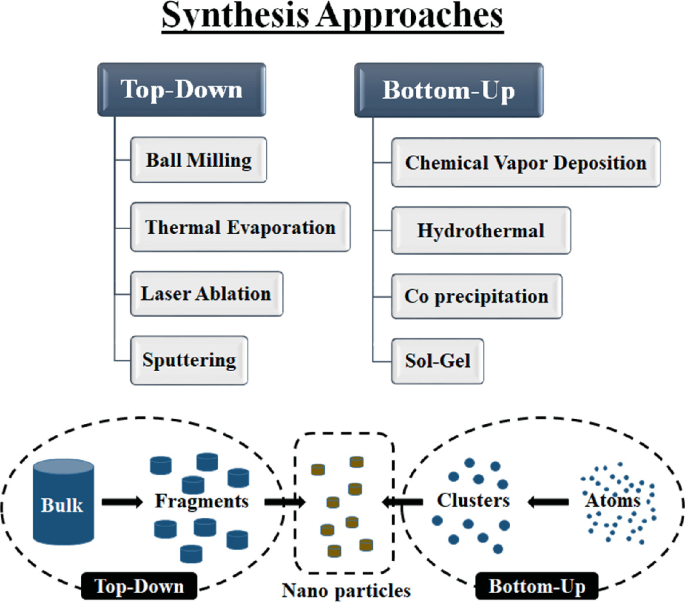 Synthesis Approaches
Top-Down
Ball Milling
Thermal Evaporation
Laser Ablation
Sputtering
Bottom-Up
Chemical Vapor Deposition
Hydrothermal
Co precipitation
Sol-Gel
Bulk
Fragments
Clusters
Atoms
Top-Down
Nano particles
Bottom-Up